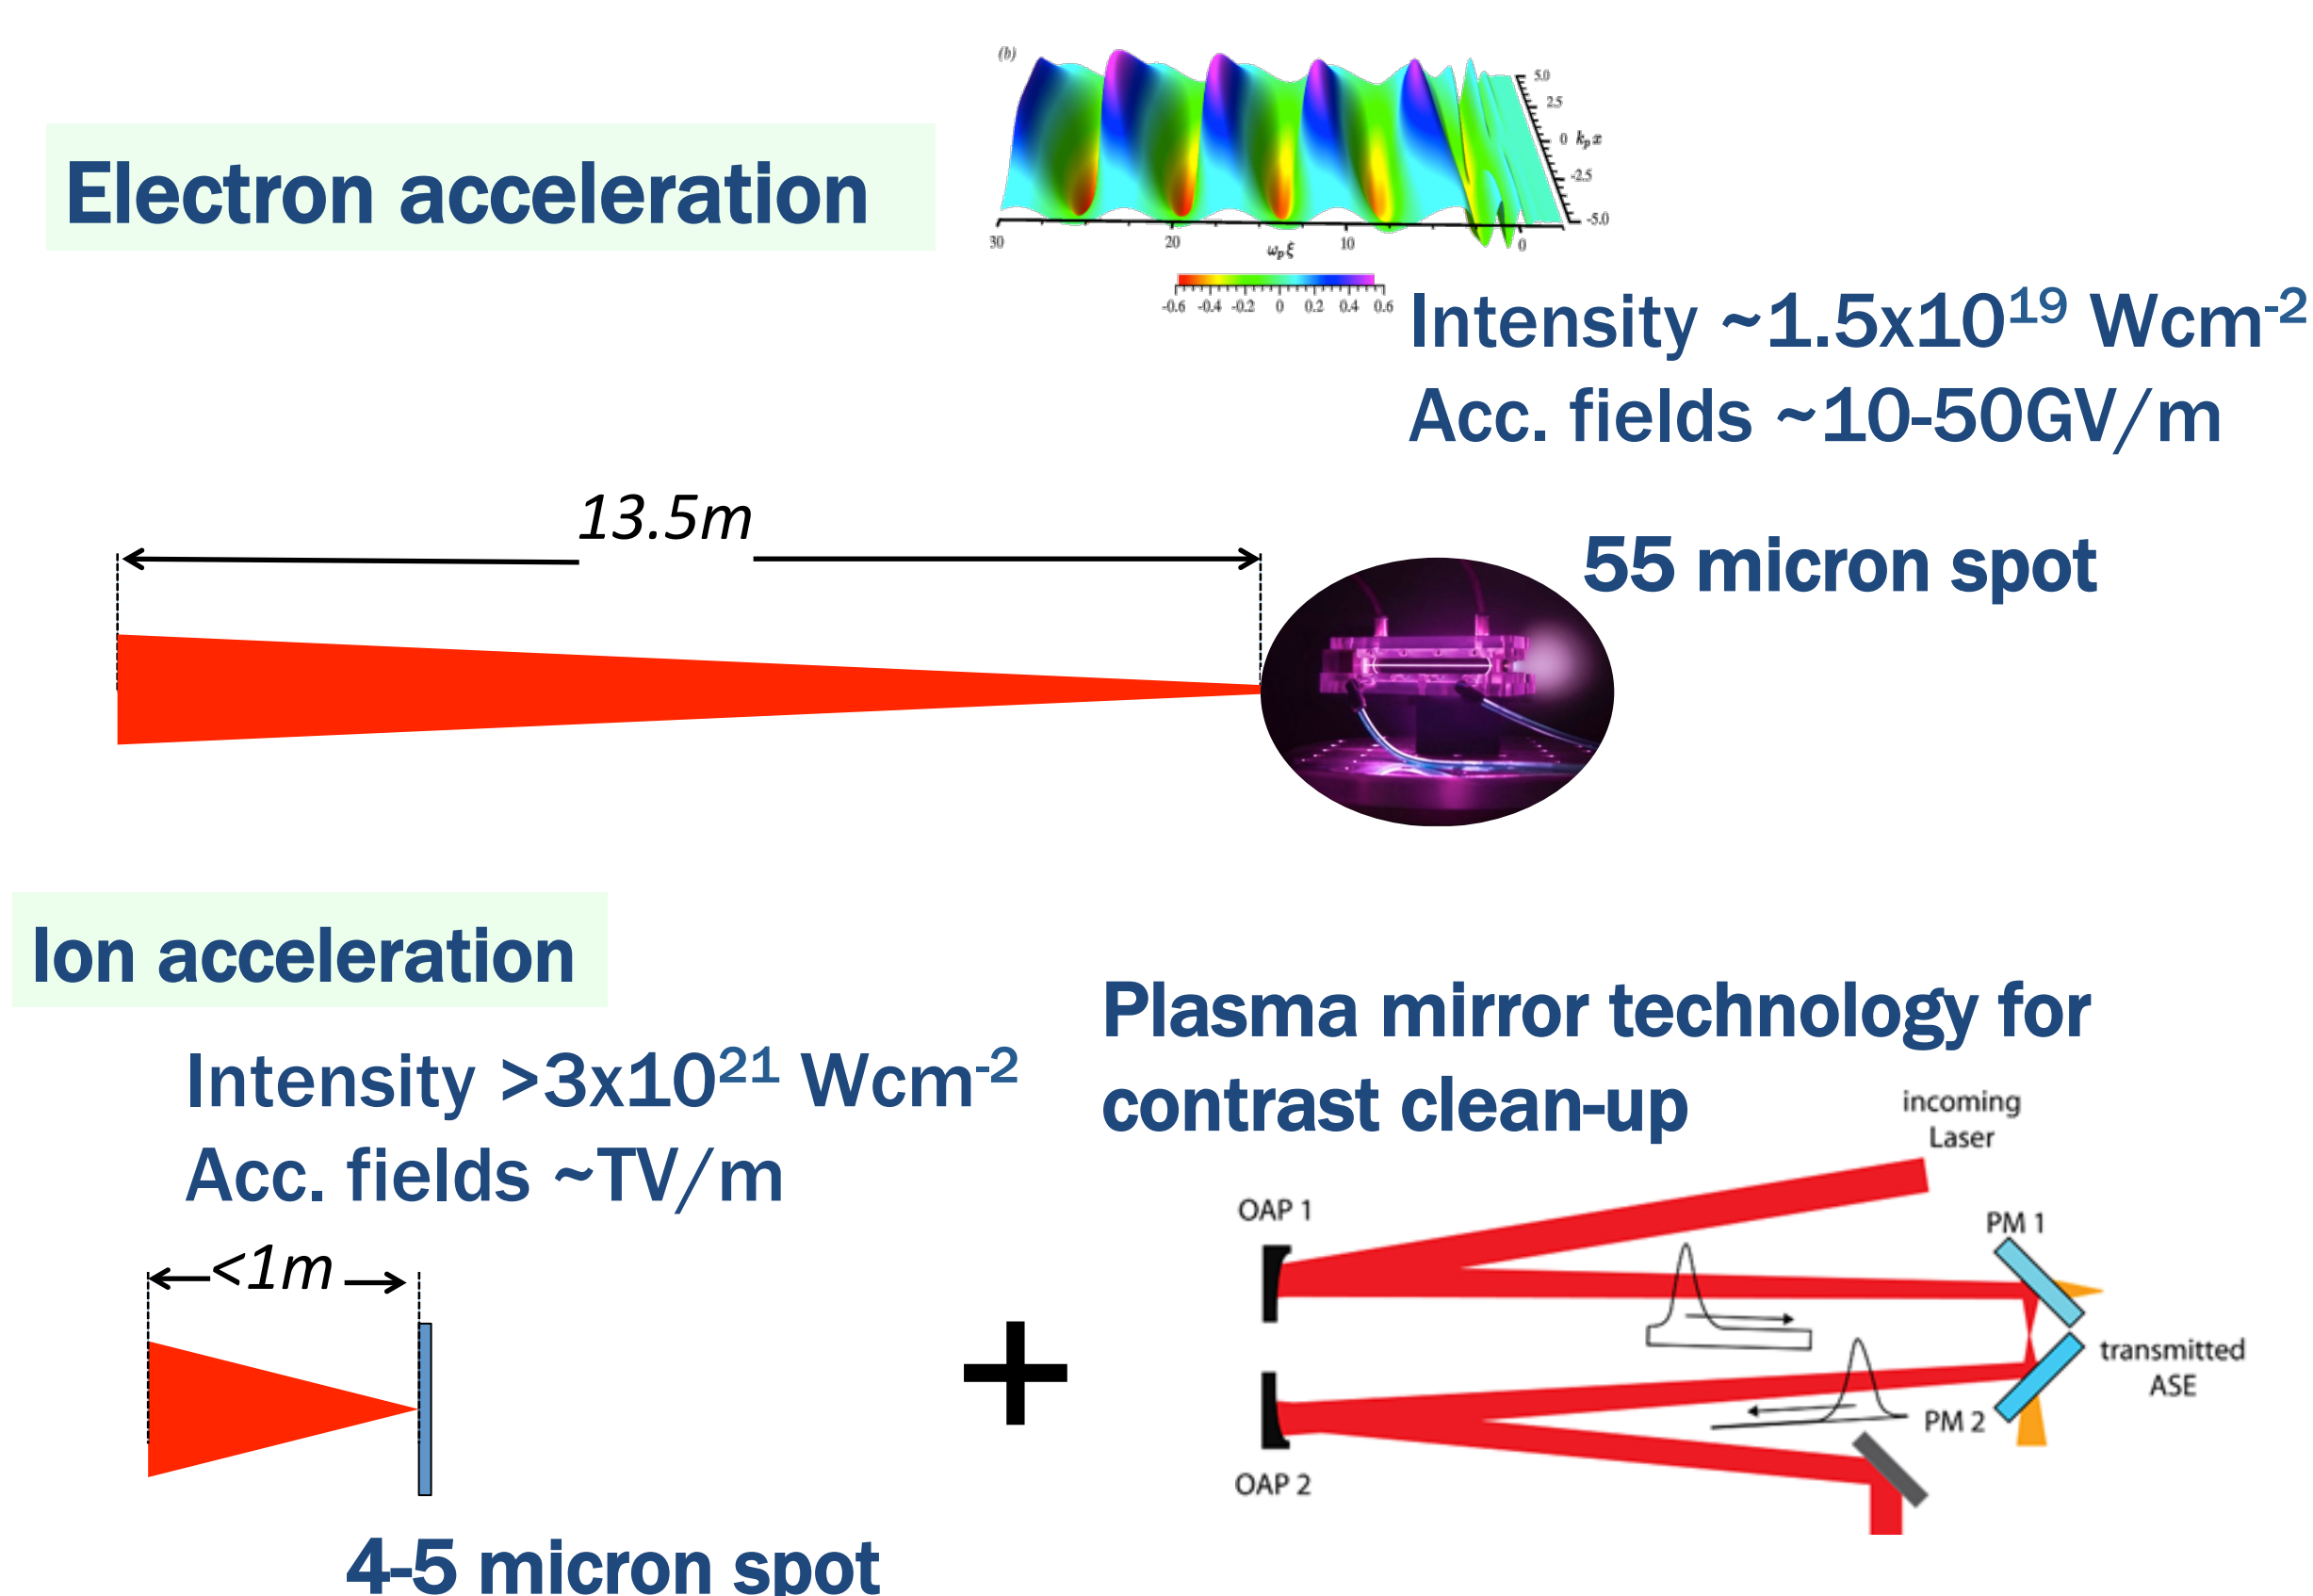 (b)
Electron acceleration
5.0
2.5
0 kₚx
-2.5
-5.0
30 20 10 0
ωₚξ
-0.6 -0.4 -0.2 0 0.2 0.4 0.6
Intensity ~1.5x10¹⁹ Wcm⁻²
Acc. fields ~10-50GV/m
13.5m
55 micron spot
Ion acceleration
Intensity >3x10²¹ Wcm⁻²
Acc. fields ~TV/m
<1m
4-5 micron spot
+
Plasma mirror technology for
contrast clean-up
incoming
Laser
OAP 1
PM 1
transmitted
ASE
PM 2
OAP 2